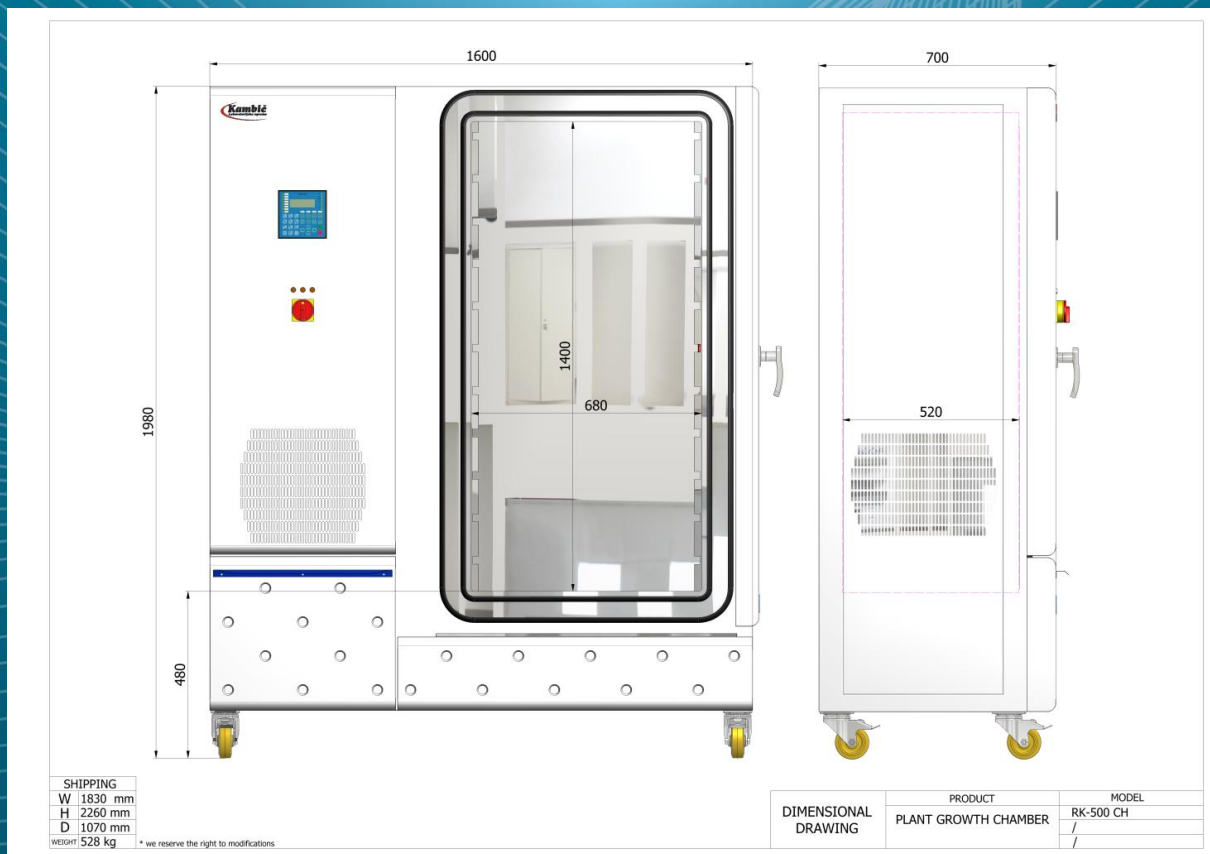 1600
700
Kambič
1980
1400
680
520
480
SHIPPING
W 1830 mm
H 2260 mm
D 1070 mm
WEIGHT 528 kg
* we reserve the right to modifications
DIMENSIONAL
DRAWING
PRODUCT
PLANT GROWTH CHAMBER
MODEL
RK-500 CH
/
/